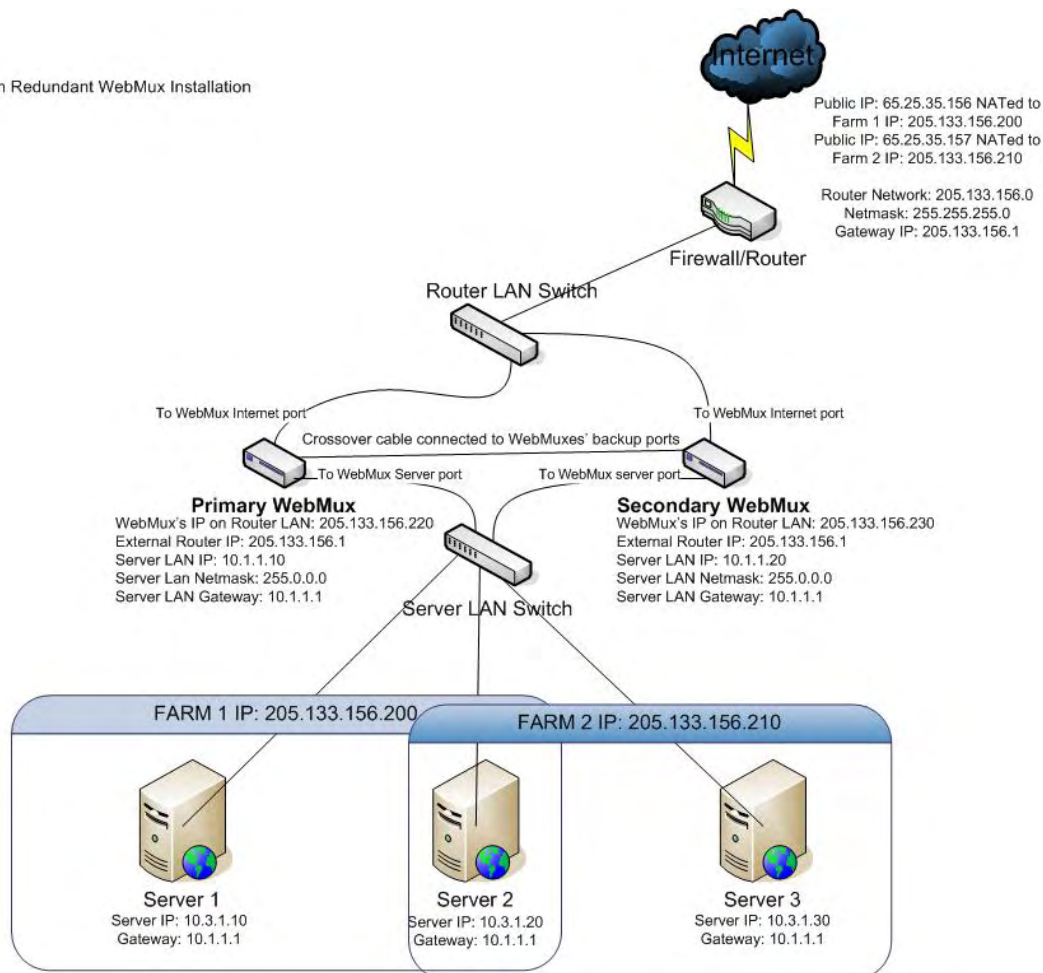 Redundant WebMux Installation
Internet
Public IP: 65.25.35.156 NATed to
Farm 1 IP: 205.133.156.200
Public IP: 65.25.35.157 NATed to
Farm 2 IP: 205.133.156.210
Router Network: 205.133.156.0
Netmask: 255.255.255.0
Gateway IP: 205.133.156.1
Firewall/Router
Router LAN Switch
To WebMux Internet port
To WebMux Internet port
Crossover cable connected to WebMuxes' backup ports
To WebMux Server port
To WebMux server port
Primary WebMux
WebMux's IP on Router LAN: 205.133.156.220
External Router IP: 205.133.156.1
Server LAN IP: 10.1.1.10
Server Lan Netmask: 255.0.0.0
Server LAN Gateway: 10.1.1.1
Secondary WebMux
WebMux's IP on Router LAN: 205.133.156.230
External Router IP: 205.133.156.1
Server LAN IP: 10.1.1.20
Server LAN Netmask: 255.0.0.0
Server LAN Gateway: 10.1.1.1
Server LAN Switch
FARM 1 IP: 205.133.156.200
FARM 2 IP: 205.133.156.210
Server 1
Server IP: 10.3.1.10
Gateway: 10.1.1.1
Server 2
Server IP: 10.3.1.20
Gateway: 10.1.1.1
Server 3
Server IP: 10.3.1.30
Gateway: 10.1.1.1